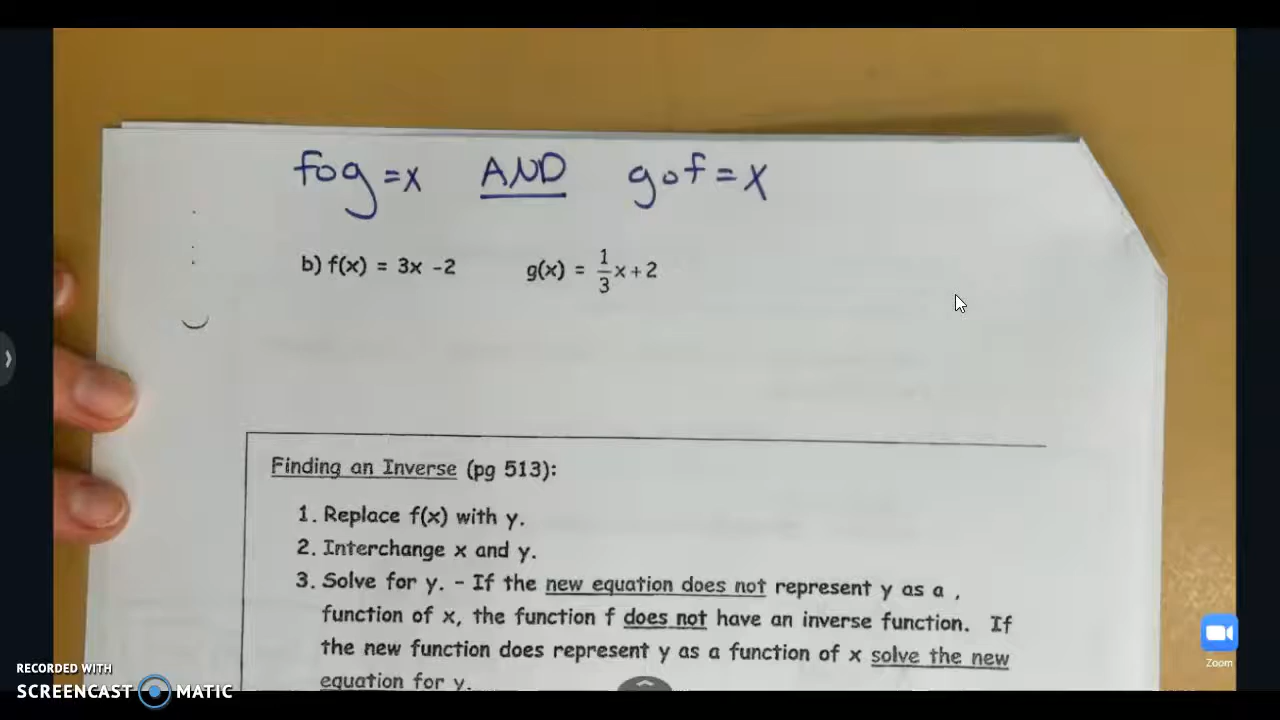 fog = x AND gof = x
b) f(x) = 3x - 2 g(x) = 1/3 x + 2
Finding an Inverse (pg 513):
1. Replace f(x) with y.
2. Interchange x and y.
3. Solve for y. - If the new equation does not represent y as a
function of x, the function f does not have an inverse function. If
the new function does represent y as a function of x solve the new
equation for y.
Zoom
RECORDED WITH
SCREENCAST MATIC